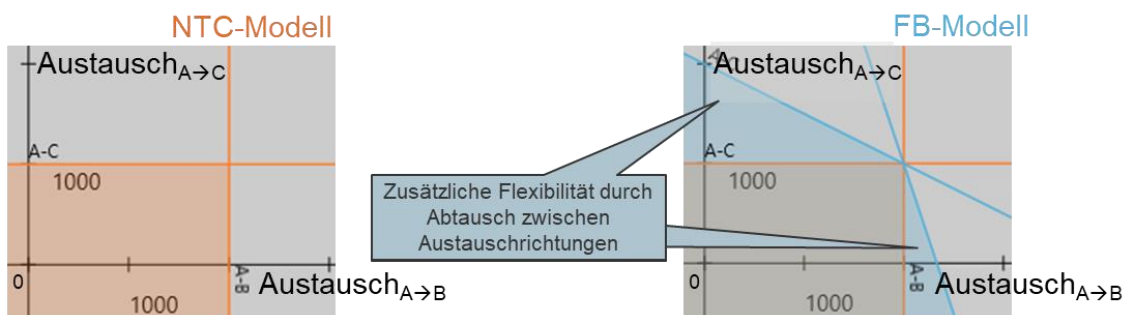 NTC-Modell
Austausch A→C
A-C
1000
0
1000
A-B
Austausch A→B
FB-Modell
A-C
Austausch A→C
A-C
1000
Zusätzliche Flexibilität durch
Abtausch zwischen
Austauschrichtungen
0
1000
A-B
Austausch A→B